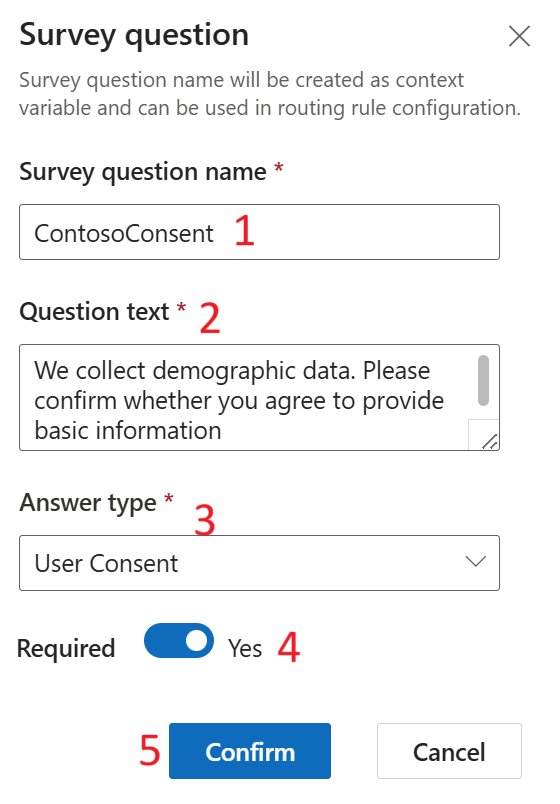 Survey question
Survey question name will be created as context
variable and can be used in routing rule configuration.
Survey question name *
ContosoConsent 1
Question text * 2
We collect demographic data. Please
confirm whether you agree to provide
basic information
Answer type * 3
User Consent
Required Yes 4
5 Confirm Cancel